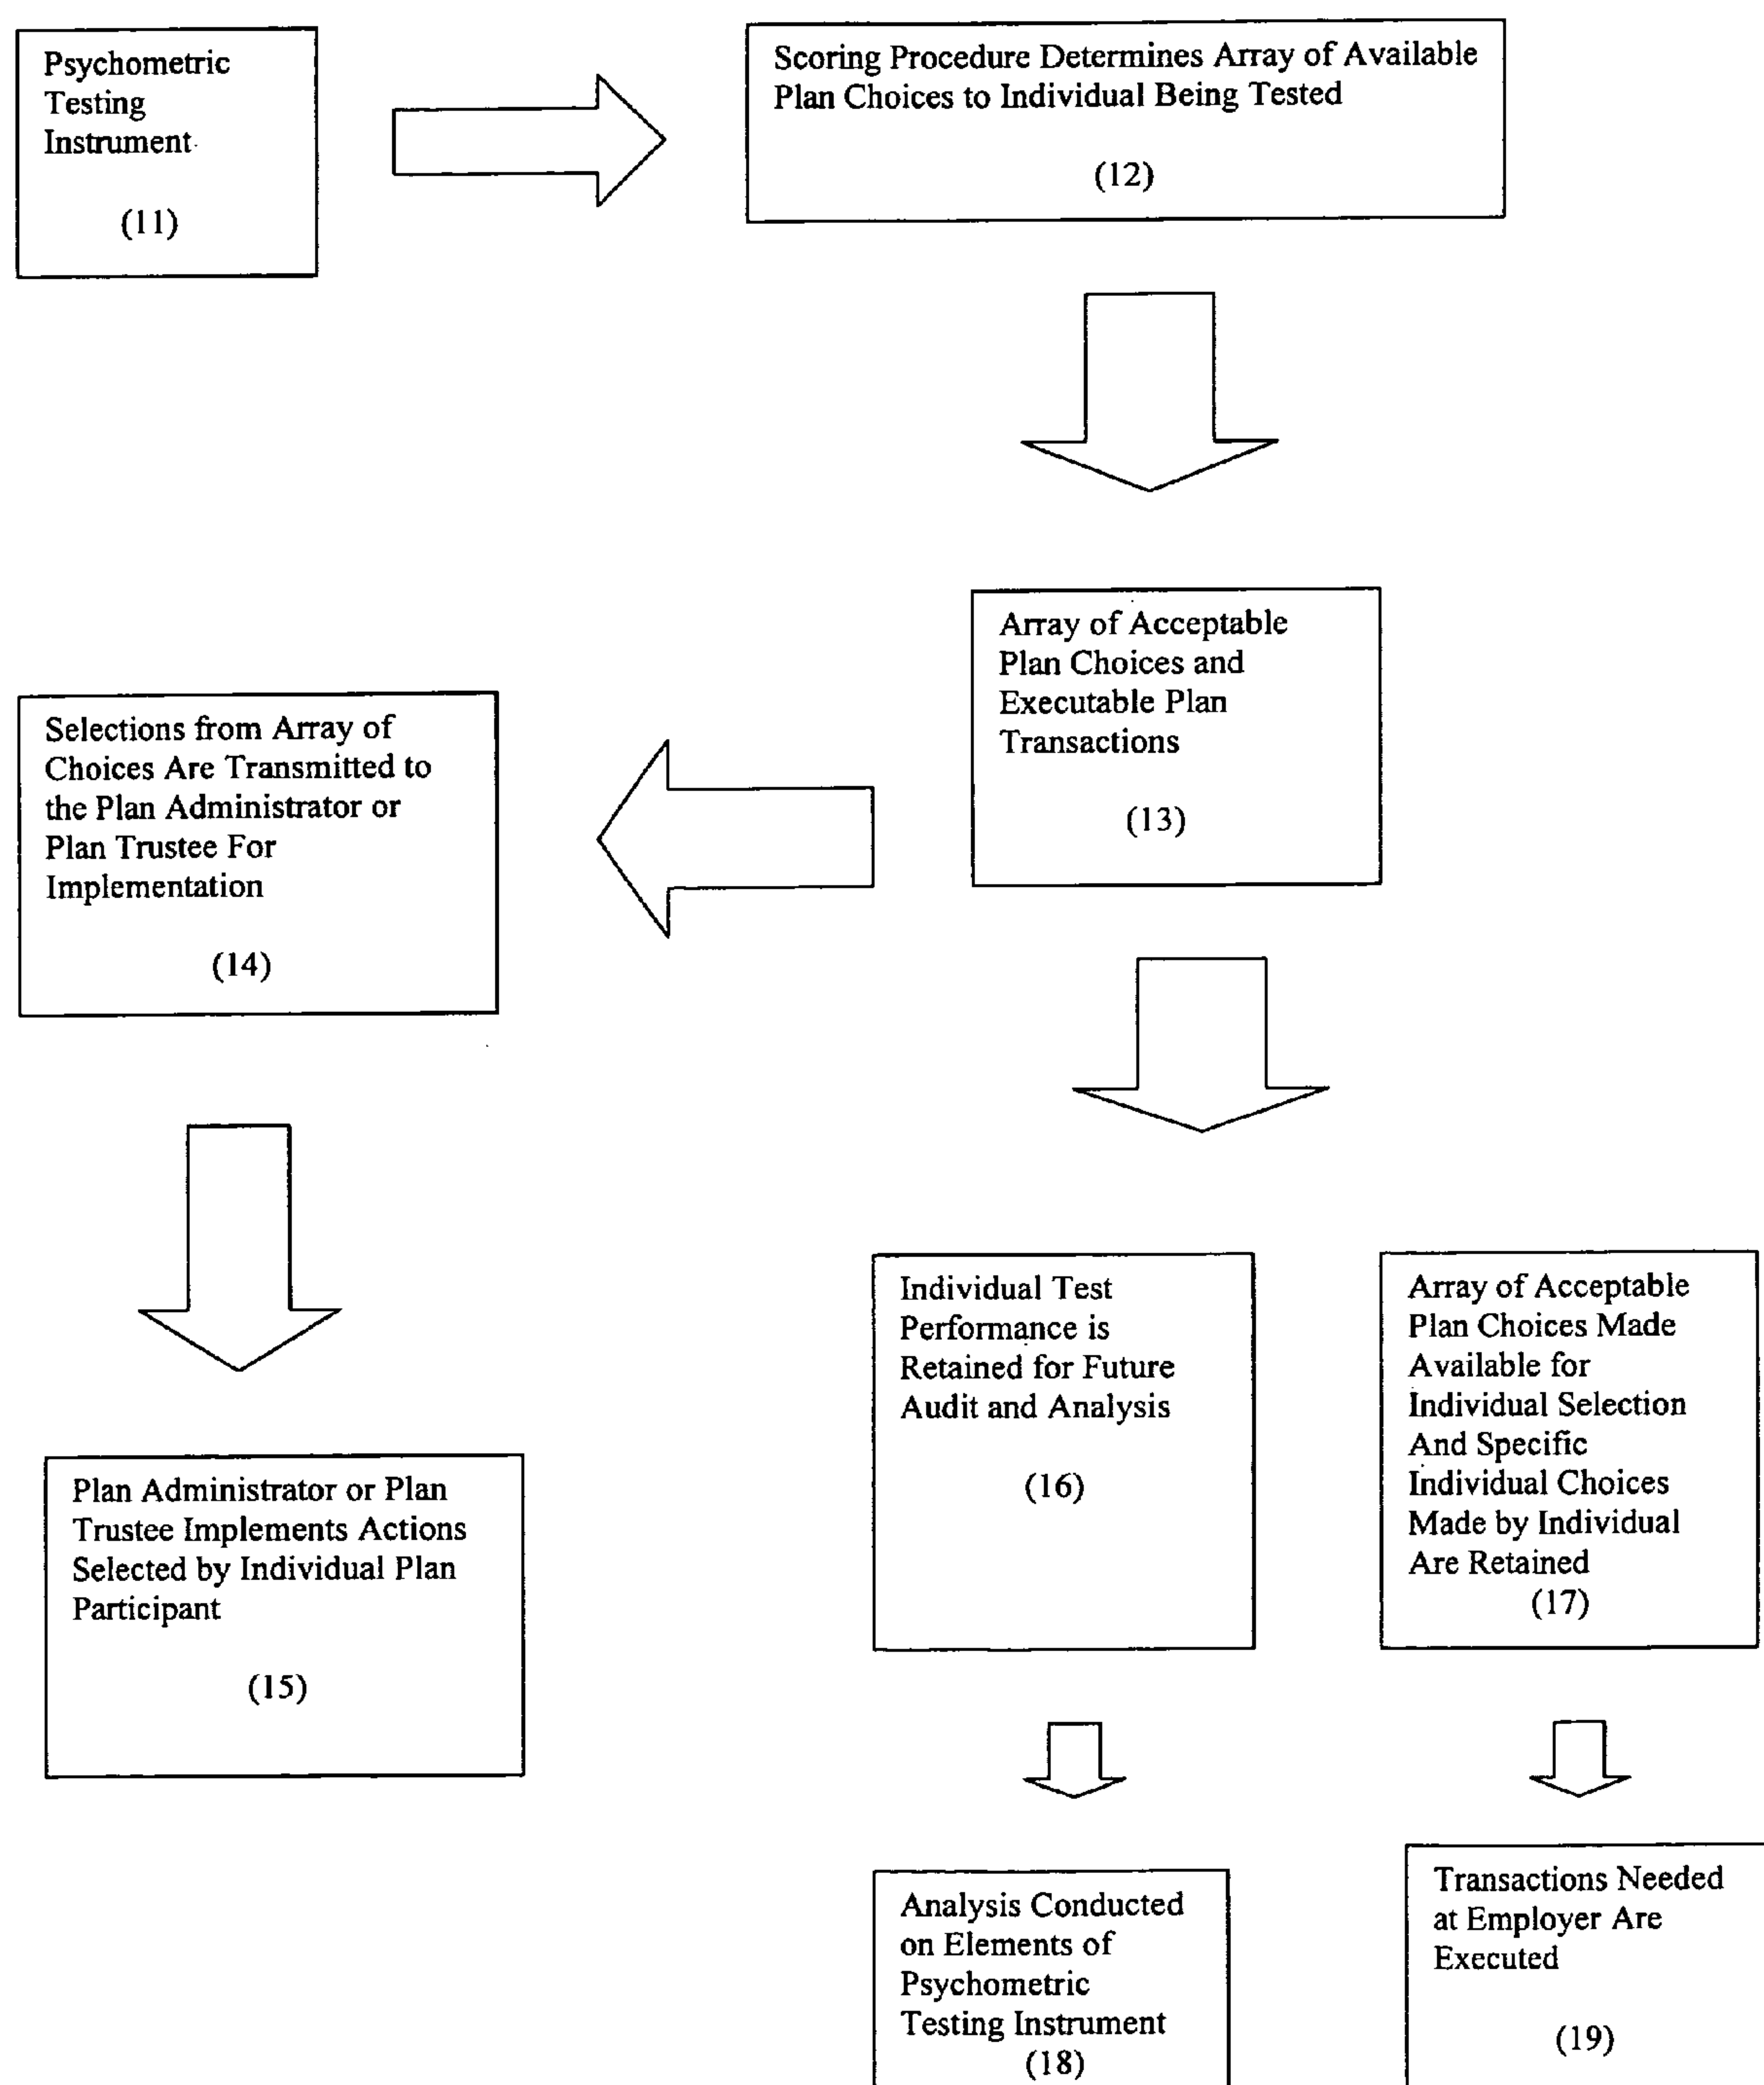 Psychometric
Testing
Instrument
(11)
Scoring Procedure Determines Array of Available
Plan Choices to Individual Being Tested
(12)
Array of Acceptable
Plan Choices and
Executable Plan
Transactions
(13)
Selections from Array of
Choices Are Transmitted to
the Plan Administrator or
Plan Trustee For
Implementation
(14)
Plan Administrator or Plan
Trustee Implements Actions
Selected by Individual Plan
Participant
(15)
Individual Test
Performance is
Retained for Future
Audit and Analysis
(16)
Array of Acceptable
Plan Choices Made
Available for
Individual Selection
And Specific
Individual Choices
Made by Individual
Are Retained
(17)
Analysis Conducted
on Elements of
Psychometric
Testing Instrument
(18)
Transactions Needed
at Employer Are
Executed
(19)